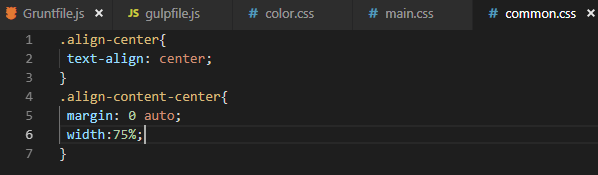 Gruntfile.js JS gulpfile.js # color.css # main.css # common.css
1 .align-center{
2 text-align: center;
3 }
4 .align-content-center{
5 margin: 0 auto;
6 width:75%;
7 }